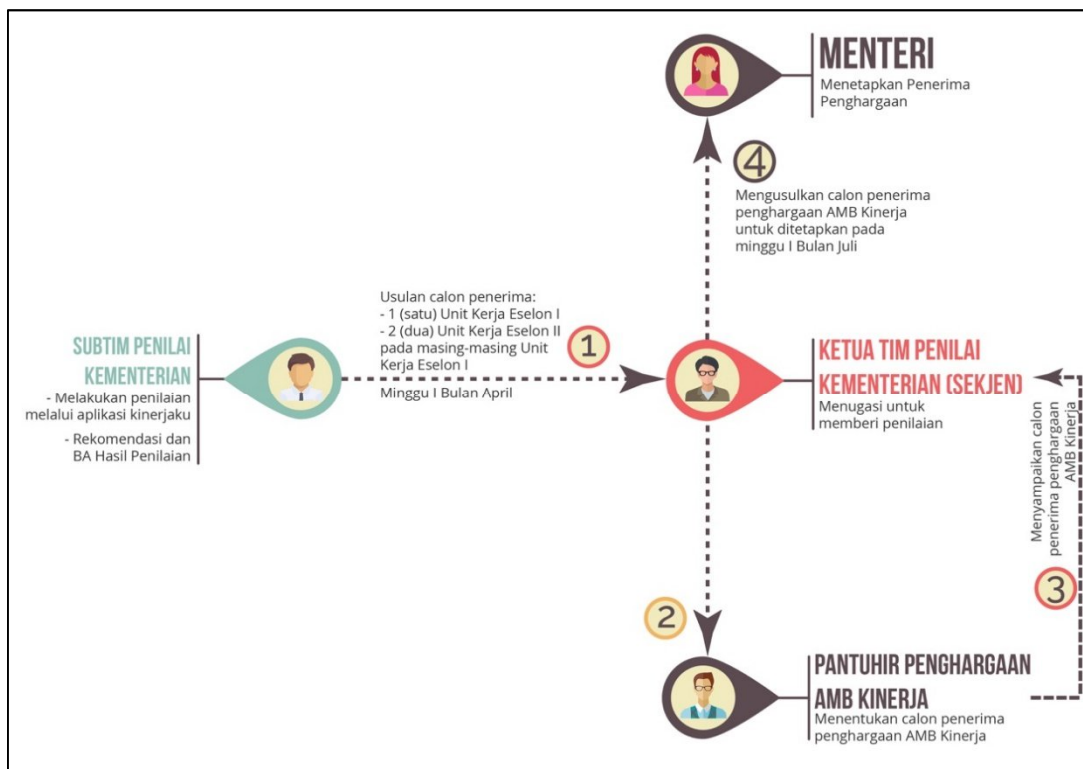 MENTERI
Menetapkan Penerima
Penghargaan
4
Mengusulkan calon penerima
penghargaan AMB Kinerja
untuk ditetapkan pada
minggu I Bulan Juli
Usulan calon penerima:
- 1 (satu) Unit Kerja Eselon I
- 2 (dua) Unit Kerja Eselon II
pada masing-masing Unit
Kerja Eselon I
1
Minggu I Bulan April
SUBTIM PENILAI
KEMENTERIAN
- Melakukan penilaian
melalui aplikasi kinerjaku
- Rekomendasi dan
BA Hasil Penilaian
KETUA TIM PENILAI
KEMENTERIAN (SEKJEN)
Menugasi untuk
memberi penilaian
Menyampaikan calon
penerima penghargaan
AMB Kinerja
3
2
PANTUHIR PENGHARGAAN
AMB KINERJA
Menentukan calon penerima
penghargaan AMB Kinerja